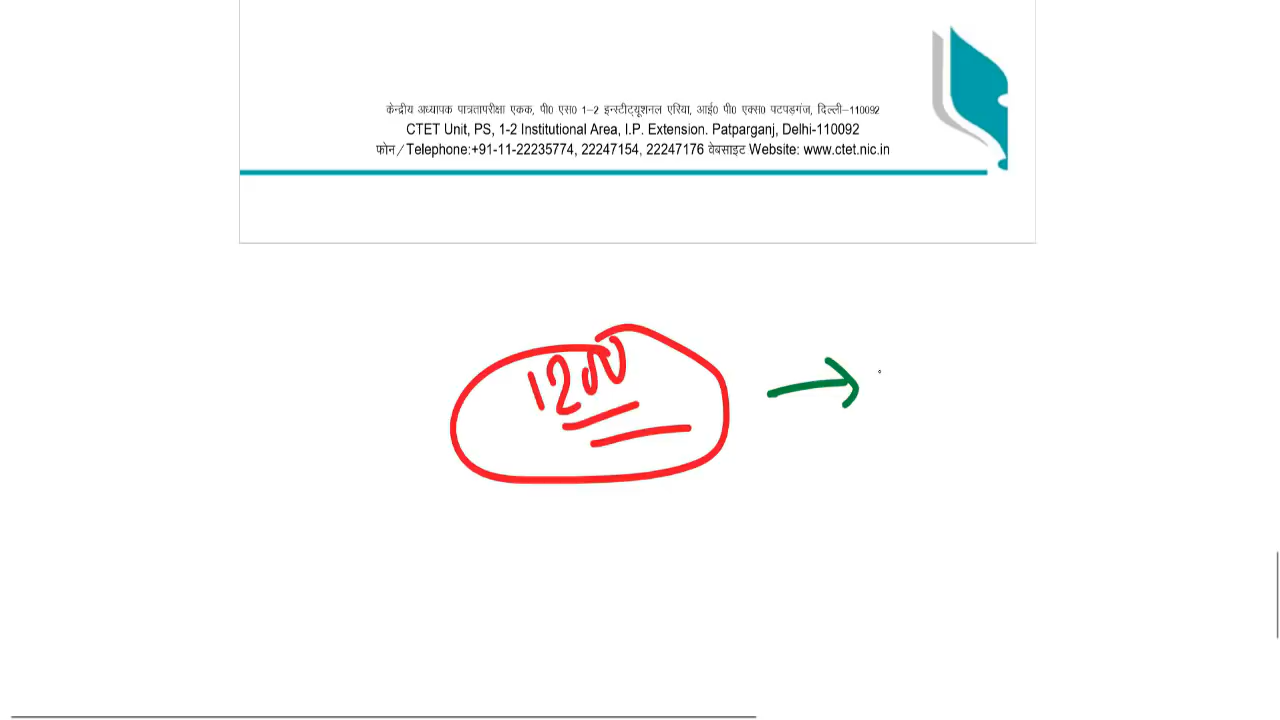 केन्द्रीय अध्यापक पात्रतापरीक्षा एकक, पी0 एस0 1–2 इन्स्टीट्यूशनल एरिया, आई0 पी0 एक्स0 पटपड़गंज, दिल्ली–110092
CTET Unit, PS, 1-2 Institutional Area, I.P. Extension. Patparganj, Delhi-110092
फोन/Telephone:+91-11-22235774, 22247154, 22247176 वेबसाइट Website: www.ctet.nic.in
1200